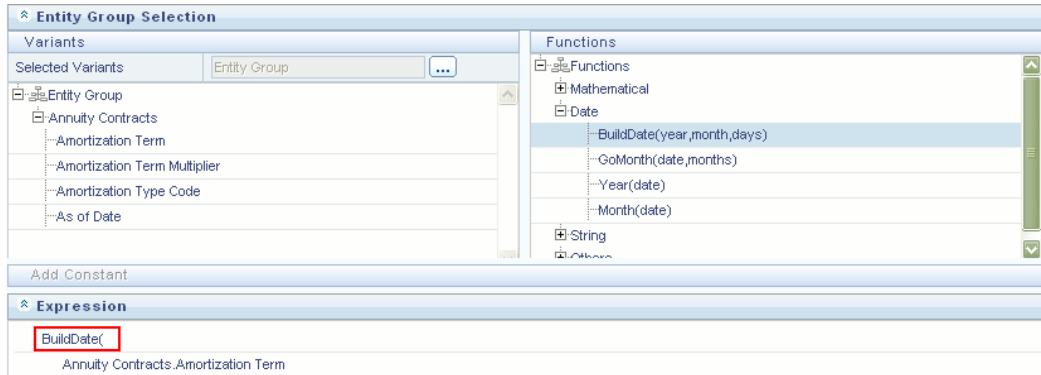 Entity Group Selection
Variants
Selected Variants Entity Group ...
Entity Group
Annuity Contracts
Amortization Term
Amortization Term Multiplier
Amortization Type Code
As of Date
Functions
Functions
Mathematical
Date
BuildDate(year,month,days)
GoMonth(date,months)
Year(date)
Month(date)
String
Others
Add Constant
Expression
BuildDate(
Annuity Contracts.Amortization Term